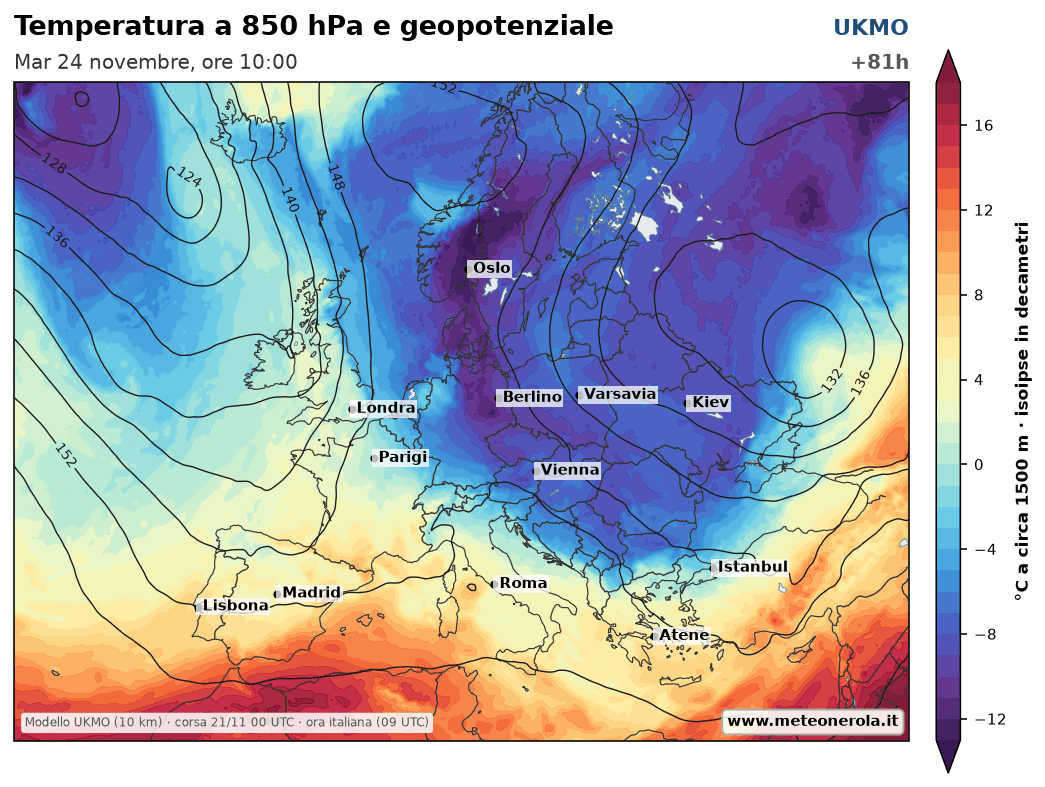 Temperatura a 850 hPa e geopotenziale
UKMO
Mar 24 novembre, ore 10:00
+81h
152
128
124
140
148
136
152
132
136
Oslo
Londra
Berlino
Varsavia
Kiev
Parigi
Vienna
Istanbul
Roma
Madrid
Lisbona
Atene
Modello UKMO (10 km) · corsa 21/11 00 UTC · ora italiana (09 UTC)
www.meteonerola.it
16
12
8
4
0
−4
−8
−12
°C a circa 1500 m · isoipse in decametri